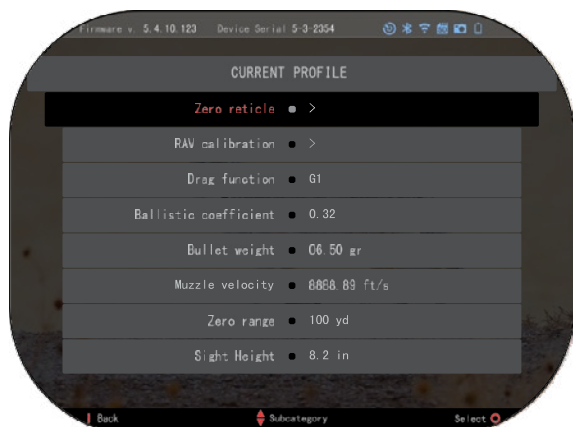 Firmware v. 5.4.10.123 Device Serial 5-3-2354
CURRENT PROFILE
Zero reticle >
RAV calibration >
Drag function G1
Ballistic coefficient 0.32
Bullet weight 06.50 gr
Muzzle velocity 8888.89 ft/s
Zero range 100 yd
Sight Height 8.2 in
Back Subcategory Select